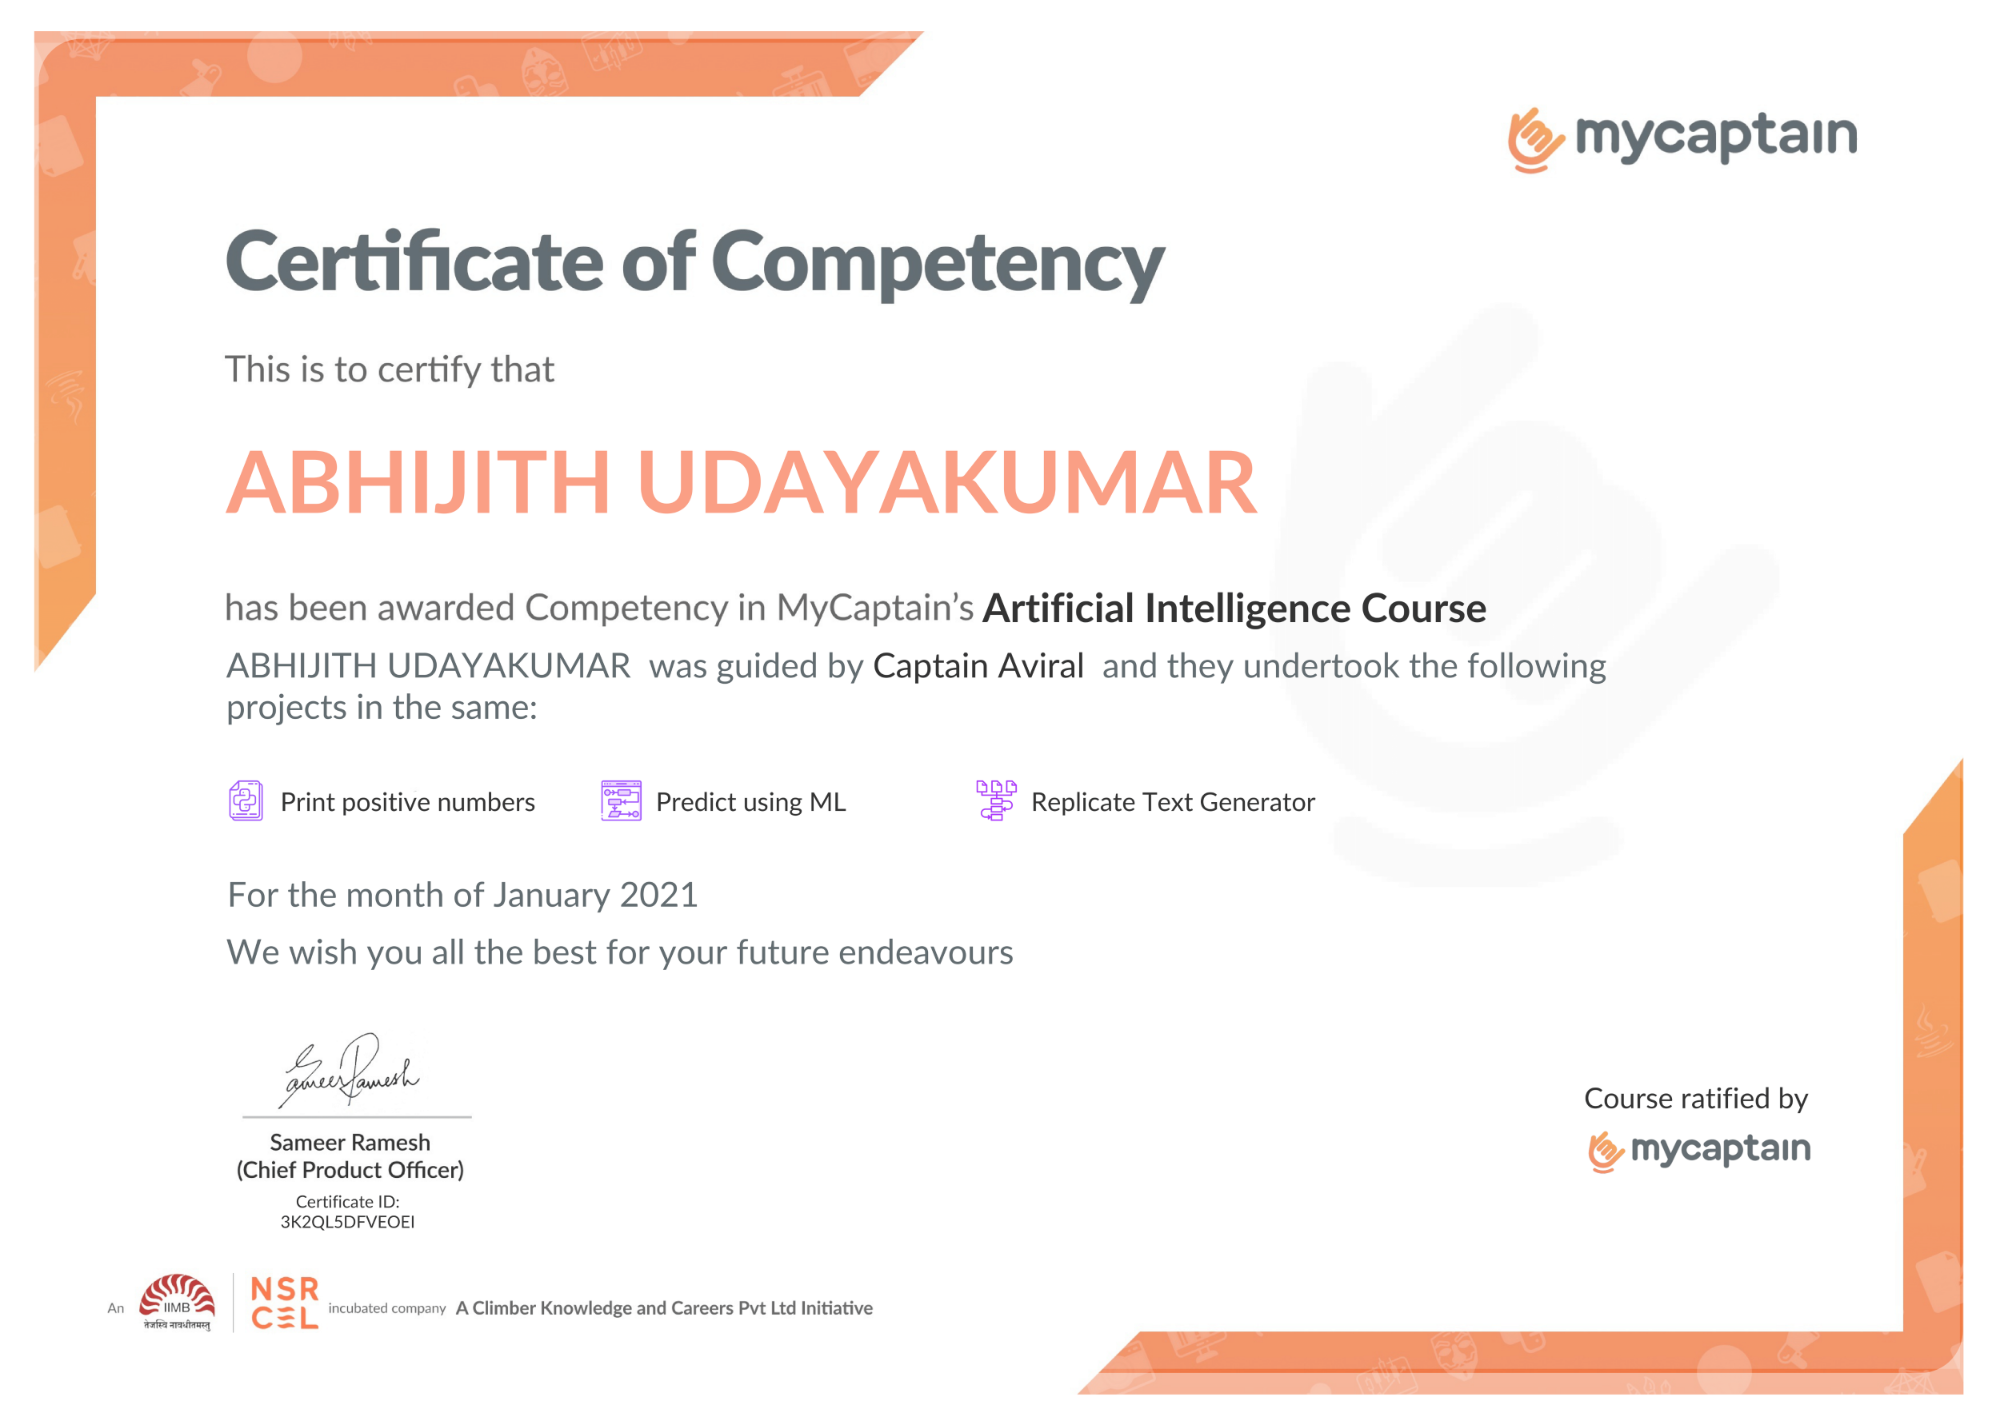 mycaptain
Certificate of Competency
This is to certify that
ABHIJITH UDAYAKUMAR
has been awarded Competency in MyCaptain's Artificial Intelligence Course
ABHIJITH UDAYAKUMAR was guided by Captain Aviral and they undertook the following
projects in the same:
Print positive numbers
Predict using ML
Replicate Text Generator
For the month of January 2021
We wish you all the best for your future endeavours
Sameer Ramesh
Sameer Ramesh
(Chief Product Officer)
Certificate ID:
3K2QL5DFVEOEI
Course ratified by
mycaptain
An
IIMB
तेजस्वि नावधीतमस्तु
NSR
CEL
incubated company A Climber Knowledge and Careers Pvt Ltd Initiative